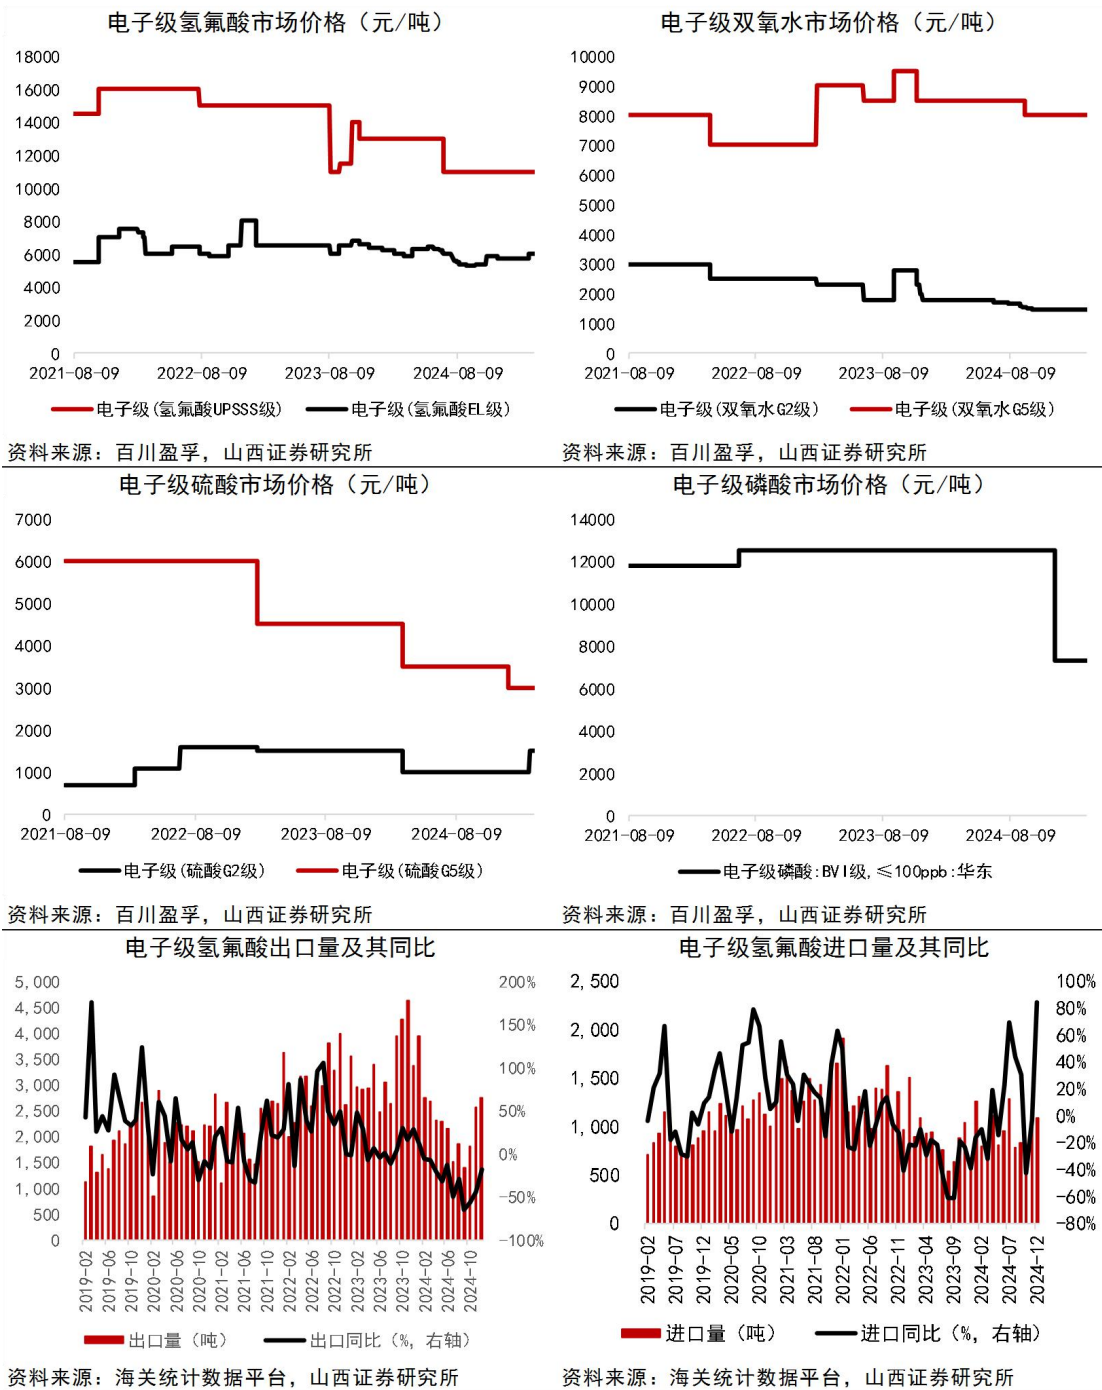 电子级氢氟酸市场价格（元/吨）
18000
16000
14000
12000
10000
8000
6000
4000
2000
0
2021-08-09 2022-08-09 2023-08-09 2024-08-09
电子级(氢氟酸UPSSS级) 电子级(氢氟酸EL级)
资料来源：百川盈孚，山西证券研究所
电子级双氧水市场价格（元/吨）
10000
9000
8000
7000
6000
5000
4000
3000
2000
1000
0
2021-08-09 2022-08-09 2023-08-09 2024-08-09
电子级(双氧水G2级) 电子级(双氧水G5级)
资料来源：百川盈孚，山西证券研究所
电子级硫酸市场价格（元/吨）
7000
6000
5000
4000
3000
2000
1000
0
2021-08-09 2022-08-09 2023-08-09 2024-08-09
电子级(硫酸G2级) 电子级(硫酸G5级)
资料来源：百川盈孚，山西证券研究所
电子级磷酸市场价格（元/吨）
14000
12000
10000
8000
6000
4000
2000
0
2021-08-09 2022-08-09 2023-08-09 2024-08-09
电子级磷酸:BVI级,≤100ppb:华东
资料来源：百川盈孚，山西证券研究所
电子级氢氟酸出口量及其同比
5,000 200%
4,500
4,000 150%
3,500
3,000 100%
2,500 50%
2,000
1,500 0%
1,000 -50%
500
0 -100%
2019-02 2019-06 2019-10 2020-02 2020-06 2020-10 2021-02 2021-06 2021-10 2022-02 2022-06 2022-10 2023-02 2023-06 2023-10 2024-02 2024-06 2024-10
出口量（吨） 出口同比（%，右轴）
资料来源：海关统计数据平台，山西证券研究所
电子级氢氟酸进口量及其同比
2,500 100%
80%
2,000 60%
40%
1,500 20%
1,000 0%
-20%
500 -40%
-60%
0 -80%
2019-02 2019-07 2019-12 2020-05 2020-10 2021-03 2021-08 2022-01 2022-06 2022-11 2023-04 2023-09 2024-02 2024-07 2024-12
进口量（吨） 进口同比（%，右轴）
资料来源：海关统计数据平台，山西证券研究所